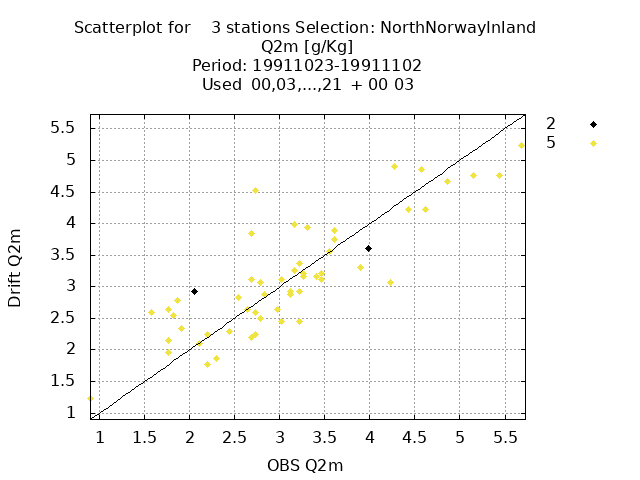 Scatterplot for 3 stations Selection: NorthNorwayInland
Q2m [g/Kg]
Period: 19911023-19911102
Used 00,03,...,21 + 00 03
2
5
Drift Q2m
5.5
5
4.5
4
3.5
3
2.5
2
1.5
1
1 1.5 2 2.5 3 3.5 4 4.5 5 5.5
OBS Q2m